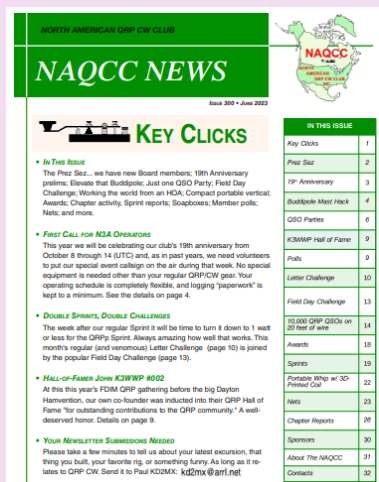 NORTH AMERICAN QRP CW CLUB
NAQCC NEWS
NAQCC
NORTH
AMERICAN
QRP CW CLUB
Issue 300 • June 2023
KEY CLICKS
• IN THIS ISSUE
The Prez Sez... we have new Board members; 19th Anniversary
prelims; Elevate that Buddipole; Just one QSO Party; Field Day
Challenge; Working the world from an HOA; Compact portable vertical;
Awards; Chapter activity, Sprint reports; Soapboxes; Member polls;
Nets; and more.
• FIRST CALL FOR N3A OPERATORS
This year we will be celebrating our club's 19th anniversary from
October 8 through 14 (UTC) and, as in past years, we need volunteers
to put our special event callsign on the air during that week. No special
equipment is needed other than your regular QRP/CW gear. Your
operating schedule is completely flexible, and logging "paperwork" is
kept to a minimum. See the details on page 4.
• DOUBLE SPRINTS, DOUBLE CHALLENGES
The week after our regular Sprint it will be time to turn it down to 1 watt
or less for the QRPp Sprint. Always amazing how well that works. This
month's regular (and venomous) Letter Challenge (page 10) is joined
by the popular Field Day Challenge (page 13).
• HALL-OF-FAMER JOHN K3WWP #002
At this this year's FDIM QRP gathering before the big Dayton
Hamvention, our own co-founder was inducted into their QRP Hall of
Fame "for outstanding contributions to the QRP community." A well-
deserved honor. Details on page 9.
• YOUR NEWSLETTER SUBMISSIONS NEEDED
Please take a few minutes to tell us about your latest excursion, that
thing you built, your favorite rig, or something funny. As long as it re-
lates to QRP CW. Send it to Paul KD2MX: kd2mx@arrl.net
IN THIS ISSUE
Key Clicks 1
Prez Sez 2
19th Anniversary 3
Buddipole Mast Hack 4
QSO Parties 6
K3WWP Hall of Fame 9
Polls 9
Letter Challenge 10
Field Day Challenge 13
10,000 QRP QSOs on
20 feet of wire 14
Awards 18
Sprints 19
Portable Whip w/ 3D-
Printed Coil 22
Nets 23
Chapter Reports 26
Sponsors 30
About The NAQCC 31
Contacts 32